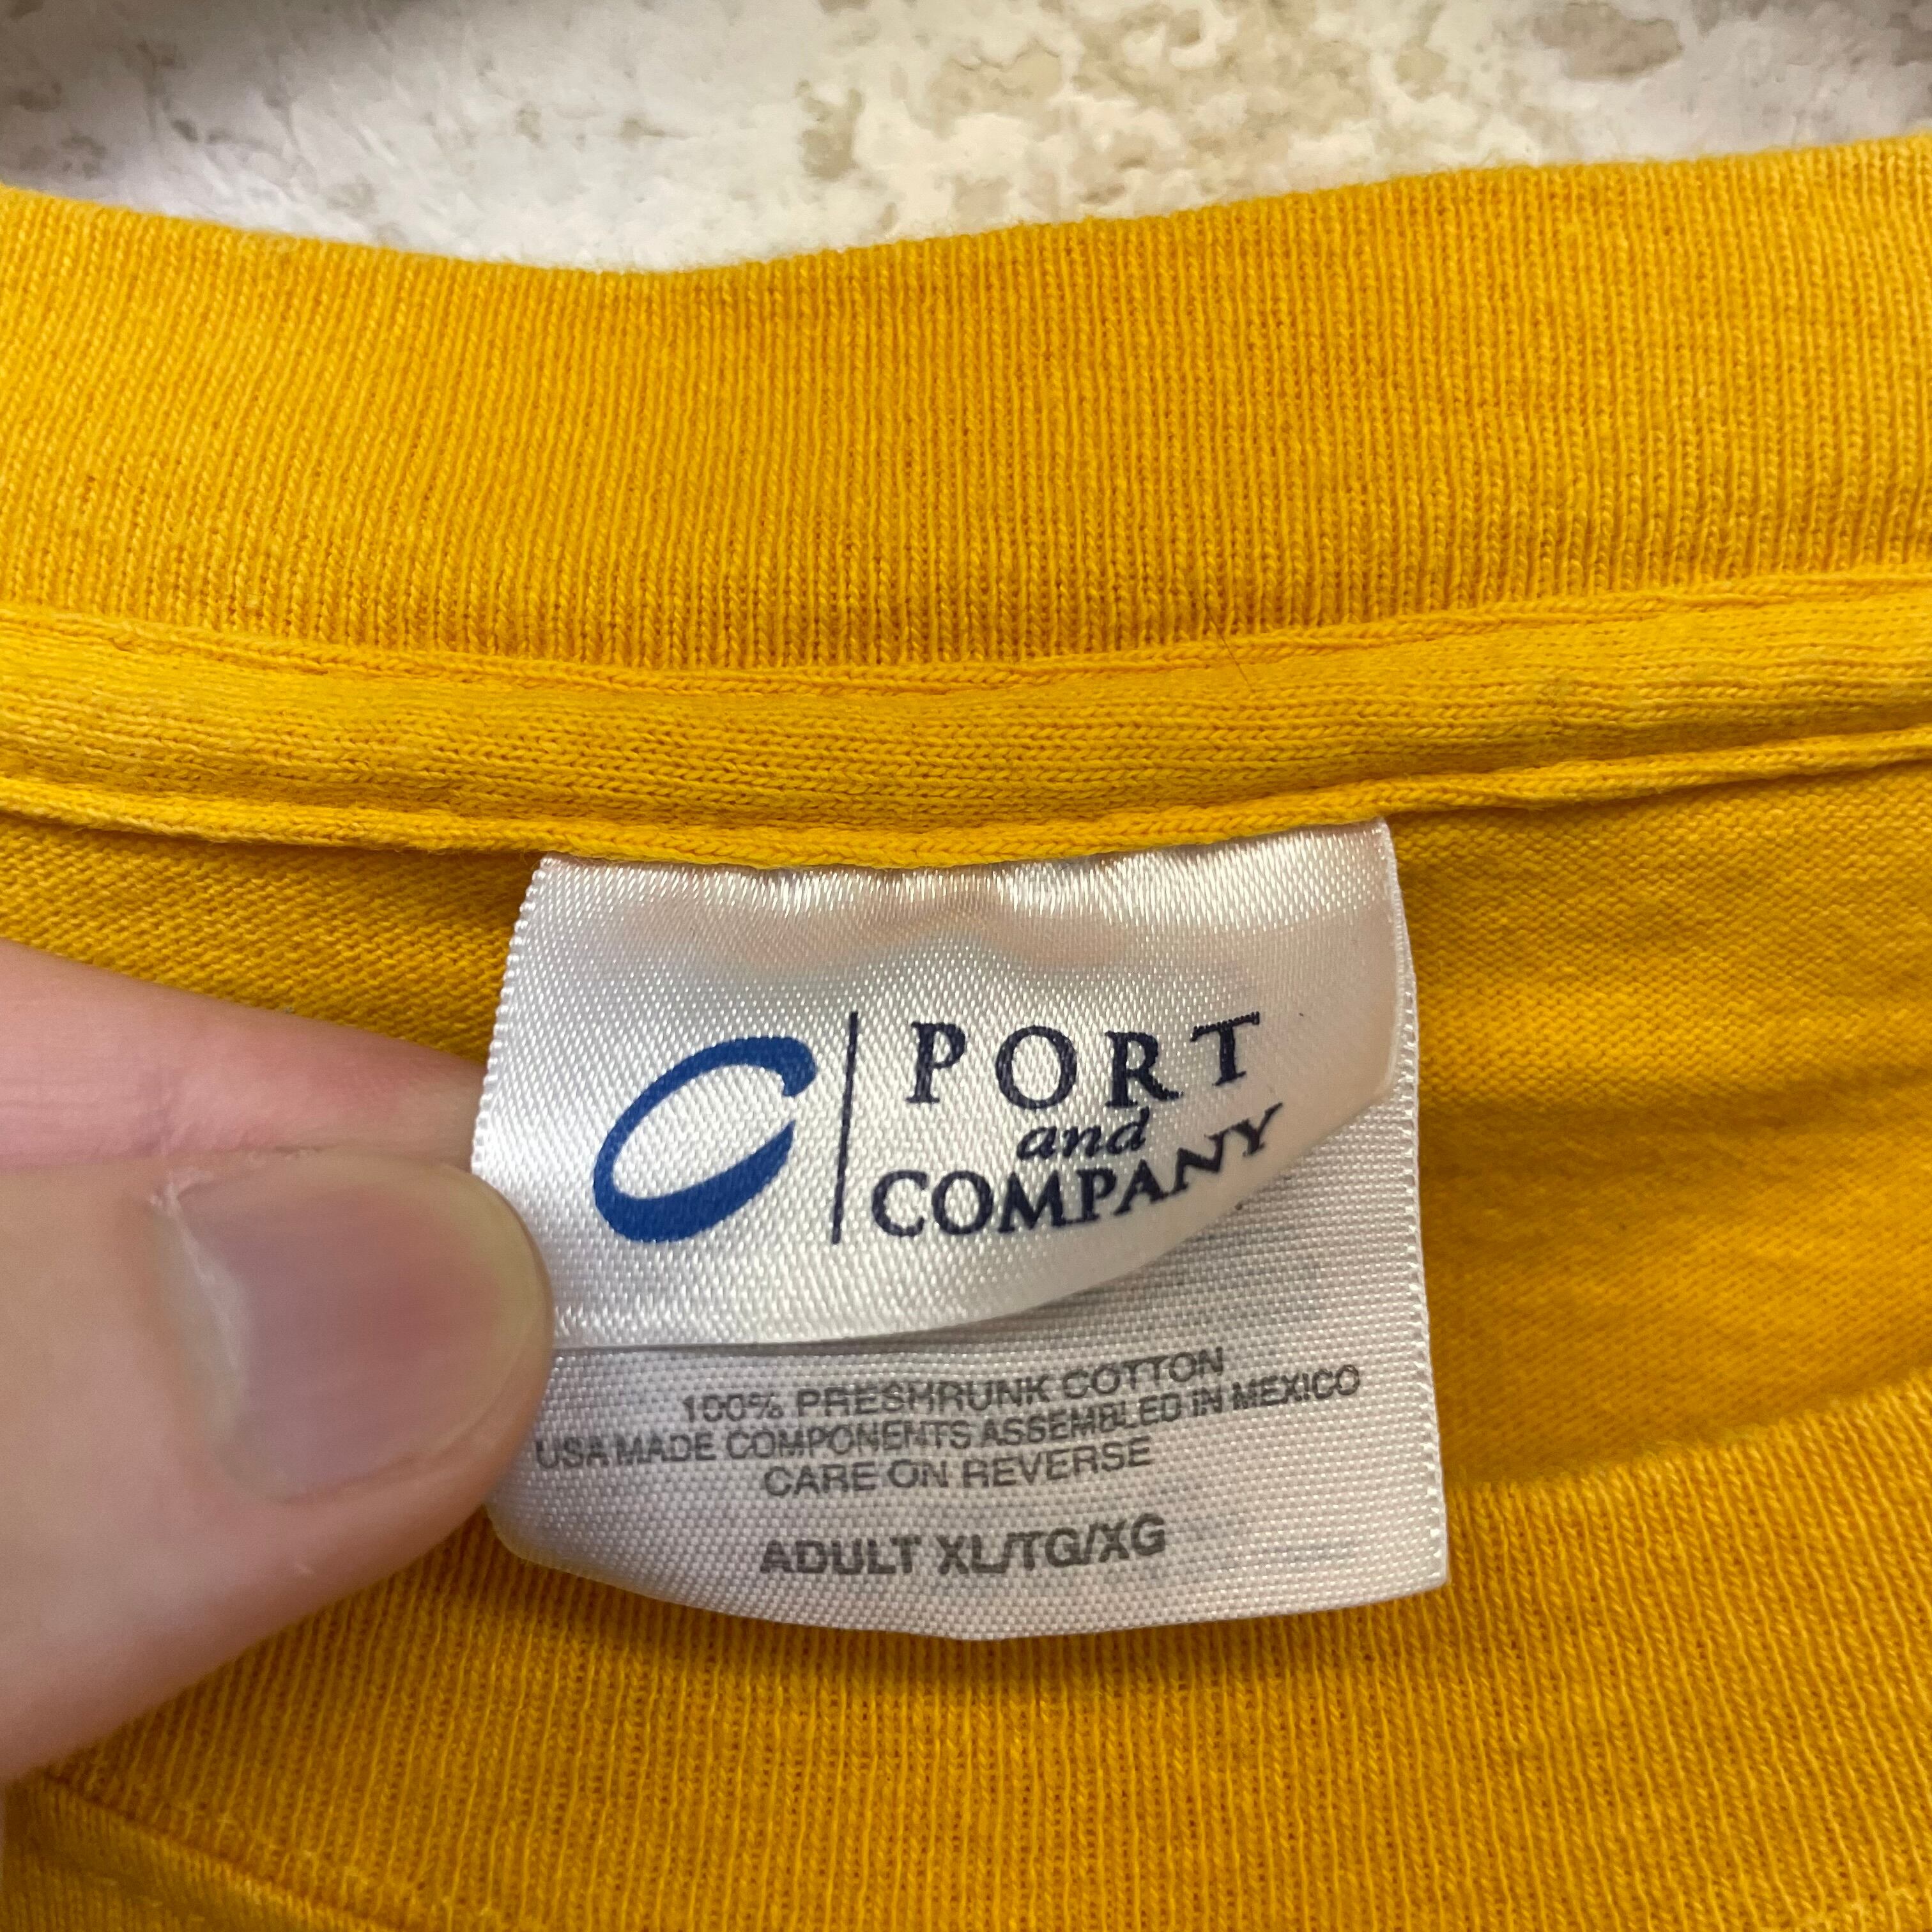 PORT
and
COMPANY
100% PRESHRUNK COTTON
USA MADE COMPONENTS ASSEMBLED IN MEXICO
CARE ON REVERSE
ADULT XL/TG/XG